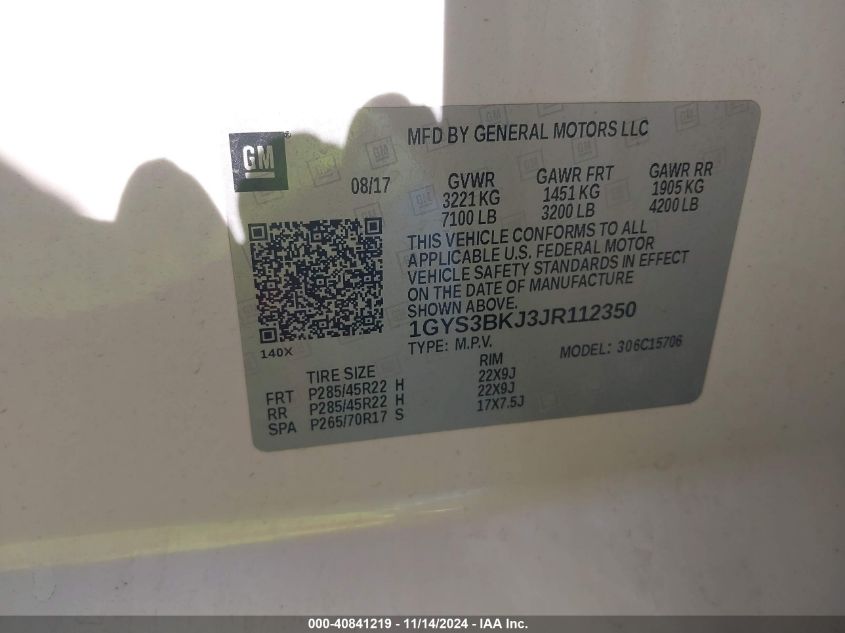 GM
®
MFD BY GENERAL MOTORS LLC
08/17
GVWR GAWR FRT GAWR RR
3221 KG 1451 KG 1905 KG
7100 LB 3200 LB 4200 LB
THIS VEHICLE CONFORMS TO ALL
APPLICABLE U.S. FEDERAL MOTOR
VEHICLE SAFETY STANDARDS IN EFFECT
ON THE DATE OF MANUFACTURE
SHOWN ABOVE.
1GYS3BKJ3JR112350
TYPE: M.P.V. MODEL: 306C15706
140X
TIRE SIZE RIM
FRT P285/45R22 H 22X9J
RR P285/45R22 H 22X9J
SPA P265/70R17 S 17X7.5J
000-40841219 - 11/14/2024 - IAA Inc.